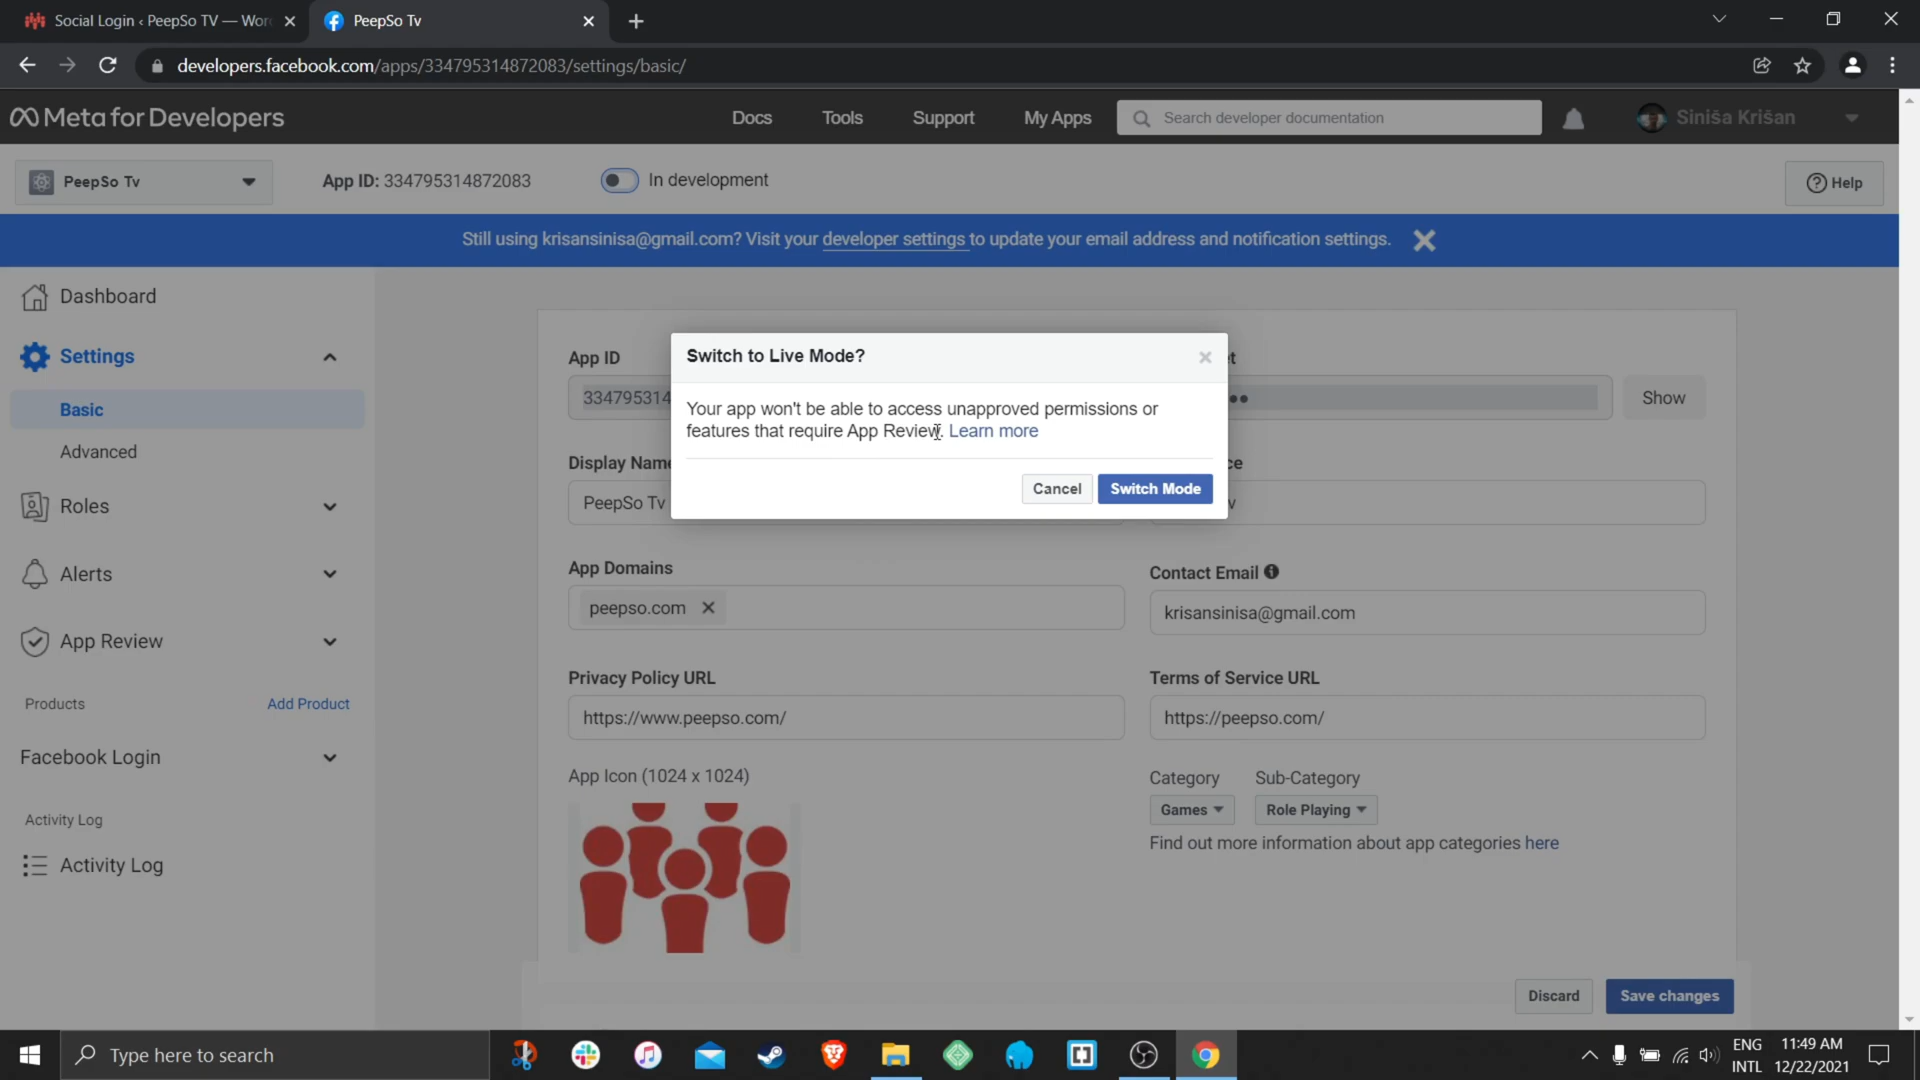 Social Login ‹ PeepSo TV — Wor
PeepSo Tv
developers.facebook.com/apps/334795314872083/settings/basic/
Meta for Developers
Docs
Tools
Support
My Apps
Search developer documentation
Siniša Krišan
PeepSo Tv
App ID: 334795314872083
In development
Help
Still using krisansinisa@gmail.com? Visit your developer settings to update your email address and notification settings.
Dashboard
Settings
Basic
Advanced
Roles
Alerts
App Review
Products
Add Product
Facebook Login
Activity Log
Activity Log
App ID
334795314
Show
Switch to Live Mode?
Your app won't be able to access unapproved permissions or
features that require App Review. Learn more
Cancel
Switch Mode
Display Name
PeepSo Tv
App Domains
peepso.com
Contact Email
krisansinisa@gmail.com
Privacy Policy URL
https://www.peepso.com/
Terms of Service URL
https://peepso.com/
App Icon (1024 x 1024)
Category
Sub-Category
Games
Role Playing
Find out more information about app categories here
Discard
Save changes
Type here to search
ENG
INTL
11:49 AM
12/22/2021